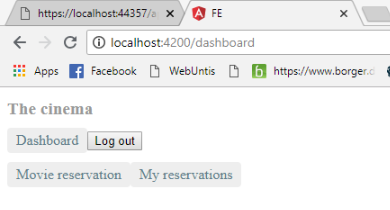 https://localhost:44357/a
FE
localhost:4200/dashboard
Apps Facebook WebUntis https://www.borger.d
The cinema
Dashboard Log out
Movie reservation My reservations